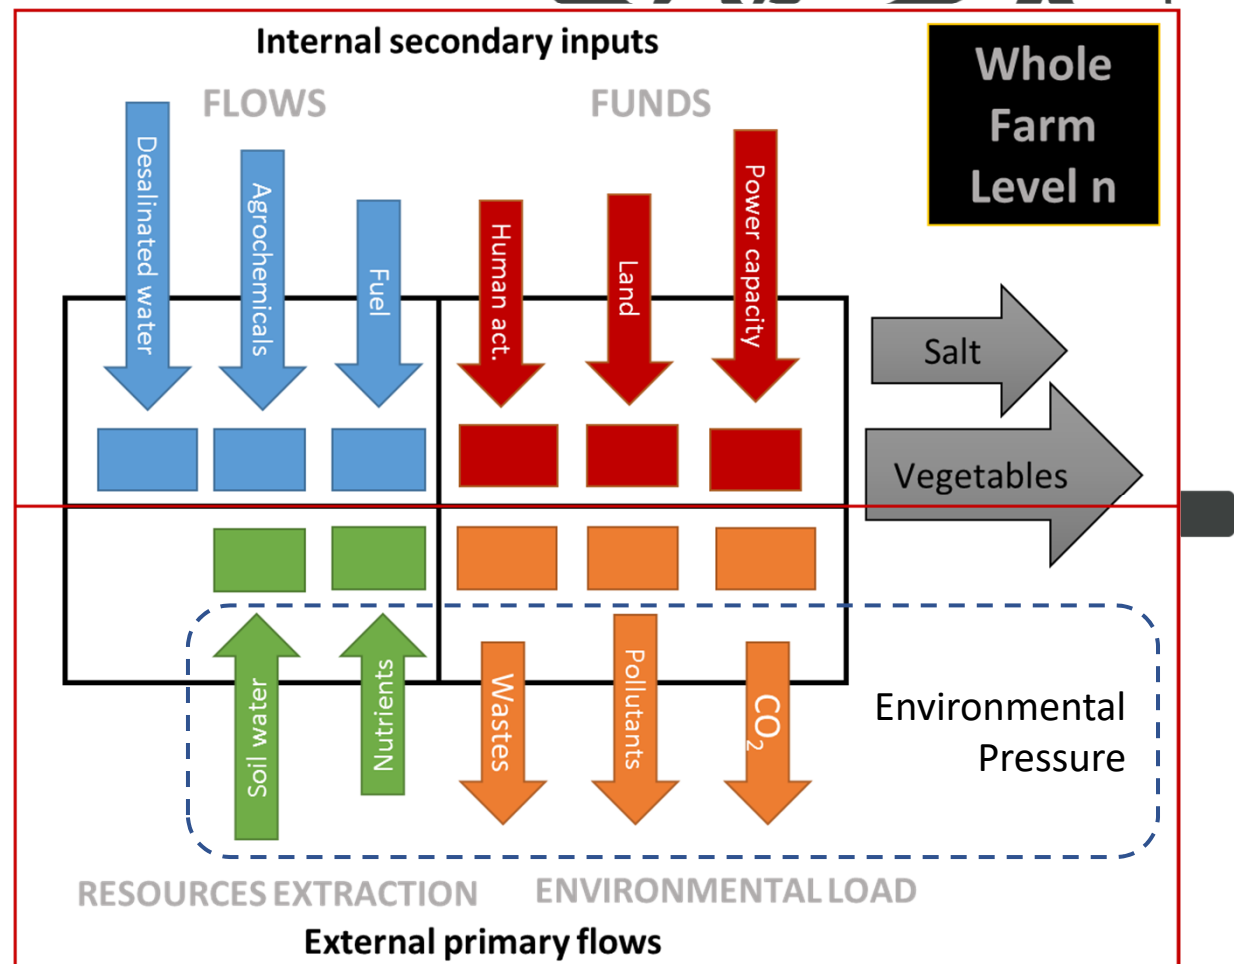 Internal secondary inputs
Whole
Farm
Level n
FLOWS
FUNDS
Desalinated water
Agrochemicals
Fuel
Human act.
Land
Power capacity
Salt
Vegetables
Soil water
Nutrients
Wastes
Pollutants
CO₂
Environmental
Pressure
RESOURCES EXTRACTION
ENVIRONMENTAL LOAD
External primary flows